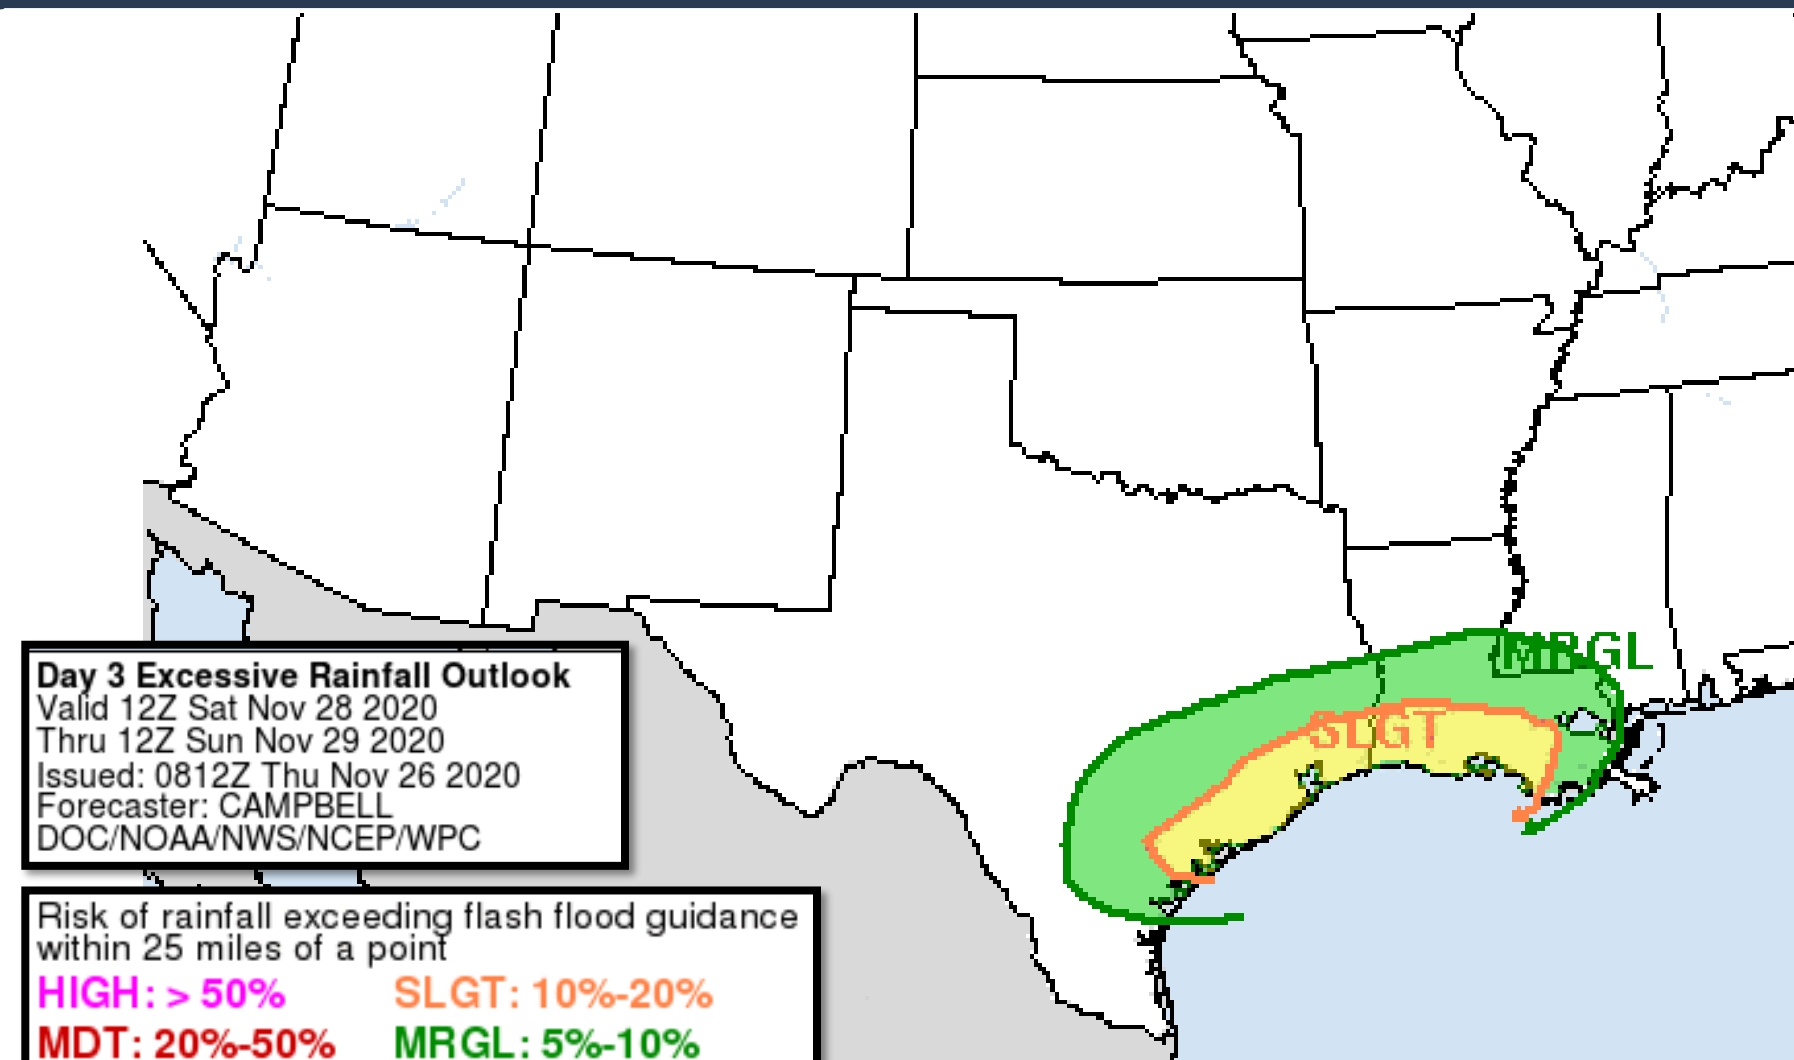 MRGL
SLGT
Day 3 Excessive Rainfall Outlook
Valid 12Z Sat Nov 28 2020
Thru 12Z Sun Nov 29 2020
Issued: 0812Z Thu Nov 26 2020
Forecaster: CAMPBELL
DOC/NOAA/NWS/NCEP/WPC
Risk of rainfall exceeding flash flood guidance
within 25 miles of a point
HIGH: > 50% SLGT: 10%-20%
MDT: 20%-50% MRGL: 5%-10%